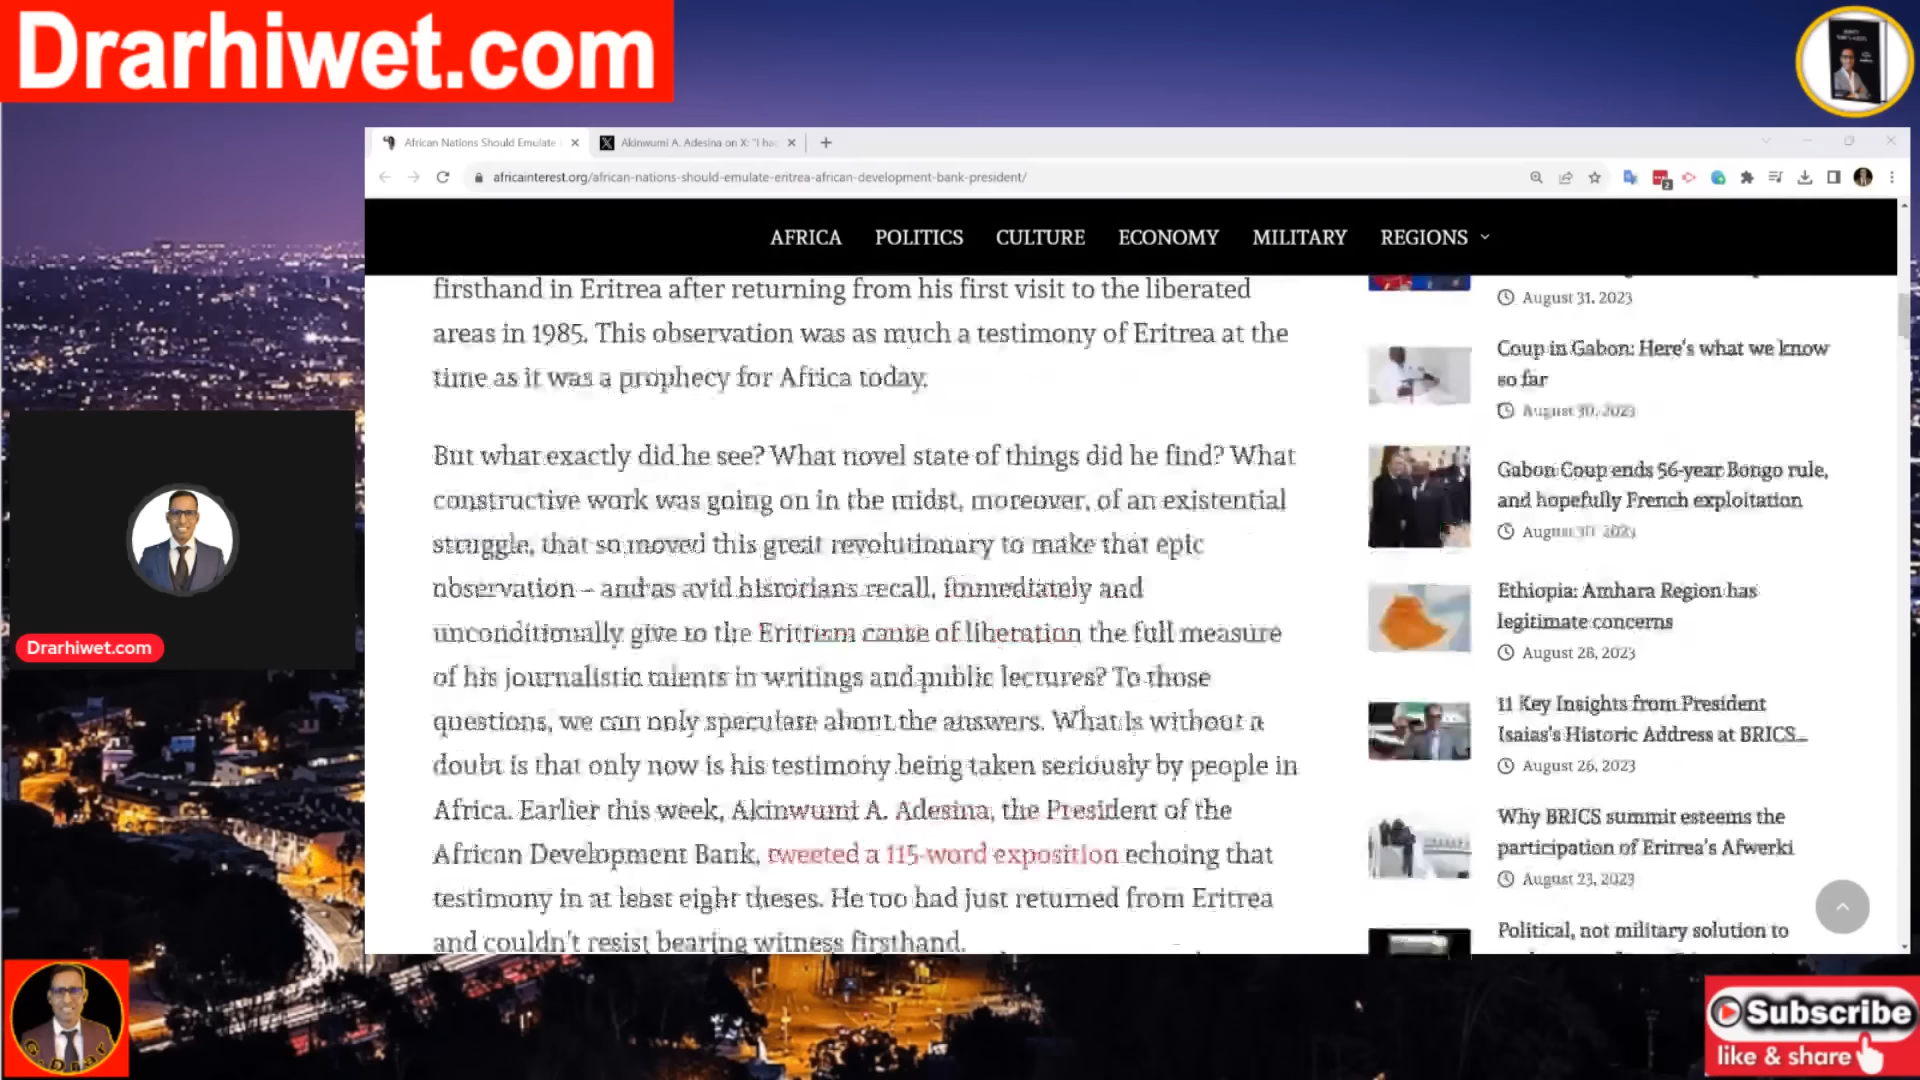 Drarhiwet.com
African Nations Should Emulate
Akinwumi A. Adesina on X: "I ha
africainterest.org/african-nations-should-emulate-eritrea-african-development-bank-president/
AFRICA POLITICS CULTURE ECONOMY MILITARY REGIONS
firsthand in Eritrea after returning from his first visit to the liberated
areas in 1985. This observation was as much a testimony of Eritrea at the
time as it was a prophecy for Africa today.
But what exactly did he see? What novel state of things did he find? What
constructive work was going on in the midst, moreover, of an existential
struggle, that so moved this great revolutionary to make that epic
observation – and as avid historians recall, immediately and
unconditionally give to the Eritrean cause of liberation the full measure
of his journalistic talents in writings and public lectures? To those
questions, we can only speculate about the answers. What is without a
doubt is that only now is his testimony being taken seriously by people in
Africa. Earlier this week, Akinwumi A. Adesina, the President of the
African Development Bank, tweeted a 115-word exposition echoing that
testimony in at least eight theses. He too had just returned from Eritrea
and couldn't resist bearing witness firsthand.
August 31, 2023
Coup in Gabon: Here's what we know
so far
August 30, 2023
Gabon Coup ends 56-year Bongo rule,
and hopefully French exploitation
August 30, 2023
Ethiopia: Amhara Region has
legitimate concerns
August 28, 2023
11 Key Insights from President
Isaias's Historic Address at BRICS...
August 26, 2023
Why BRICS summit esteems the
participation of Eritrea's Afwerki
August 23, 2023
Political, not military solution to
Drarhiwet.com
Subscribe
like & share